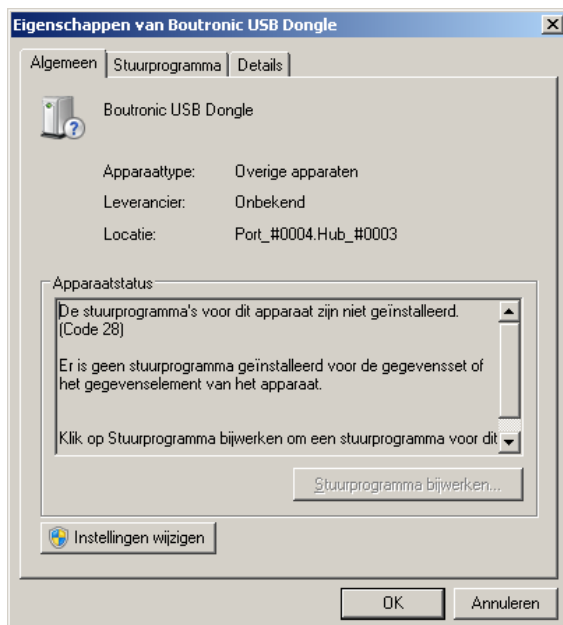 Eigenschappen van Boutronic USB Dongle
Algemeen
Stuurprogramma
Details
Boutronic USB Dongle
Apparaattype: Overige apparaten
Leverancier: Onbekend
Locatie: Port_#0004.Hub_#0003
Apparaatstatus
De stuurprogramma's voor dit apparaat zijn niet geïnstalleerd.
(Code 28)
Er is geen stuurprogramma geïnstalleerd voor de gegevensset of
het gegevenselement van het apparaat.
Klik op Stuurprogramma bijwerken om een stuurprogramma voor dit
Stuurprogramma bijwerken...
Instellingen wijzigen
OK
Annuleren